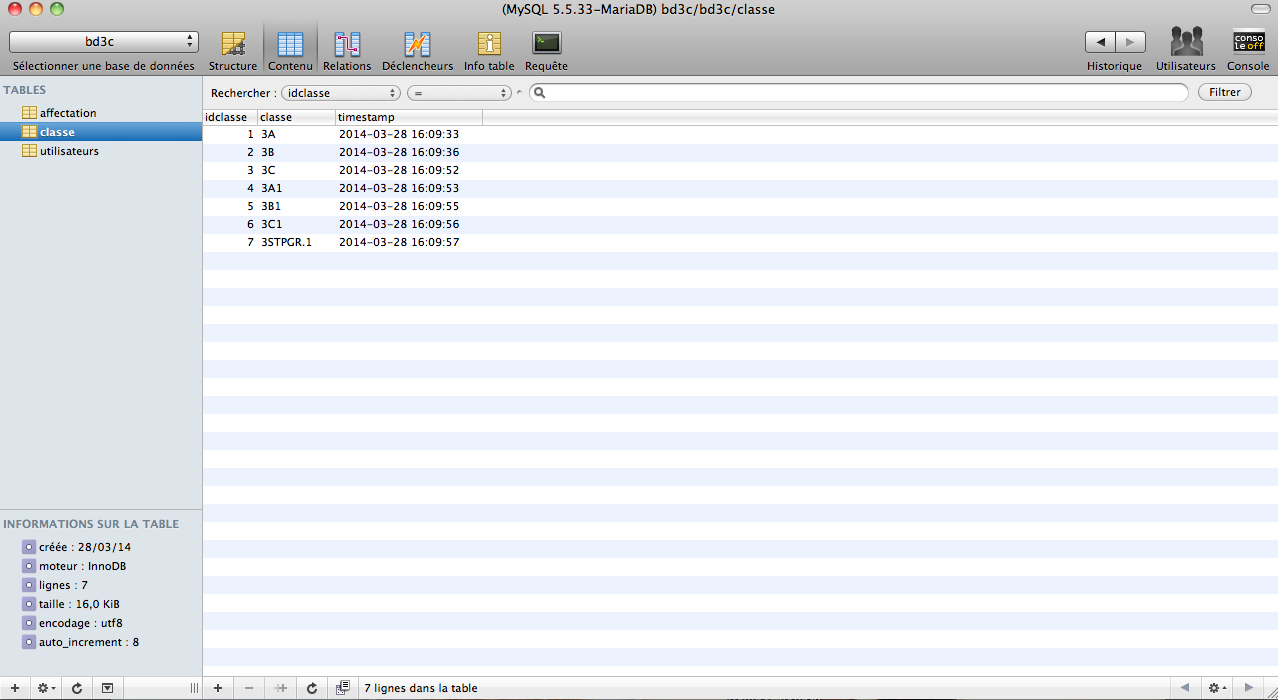 (MySQL 5.5.33-MariaDB) bd3c/bd3c/classe
bd3c
Sélectionner une base de données
Structure
Contenu
Relations
Déclencheurs
Info table
Requête
Historique
Utilisateurs
conso
le off
Console
TABLES
affectation
classe
utilisateurs
Rechercher : idclasse = Filtrer
idclasse classe timestamp
1 3A 2014-03-28 16:09:33
2 3B 2014-03-28 16:09:36
3 3C 2014-03-28 16:09:52
4 3A1 2014-03-28 16:09:53
5 3B1 2014-03-28 16:09:55
6 3C1 2014-03-28 16:09:56
7 3STPGR.1 2014-03-28 16:09:57
INFORMATIONS SUR LA TABLE
créée : 28/03/14
moteur : InnoDB
lignes : 7
taille : 16,0 KiB
encodage : utf8
auto_increment : 8
7 lignes dans la table